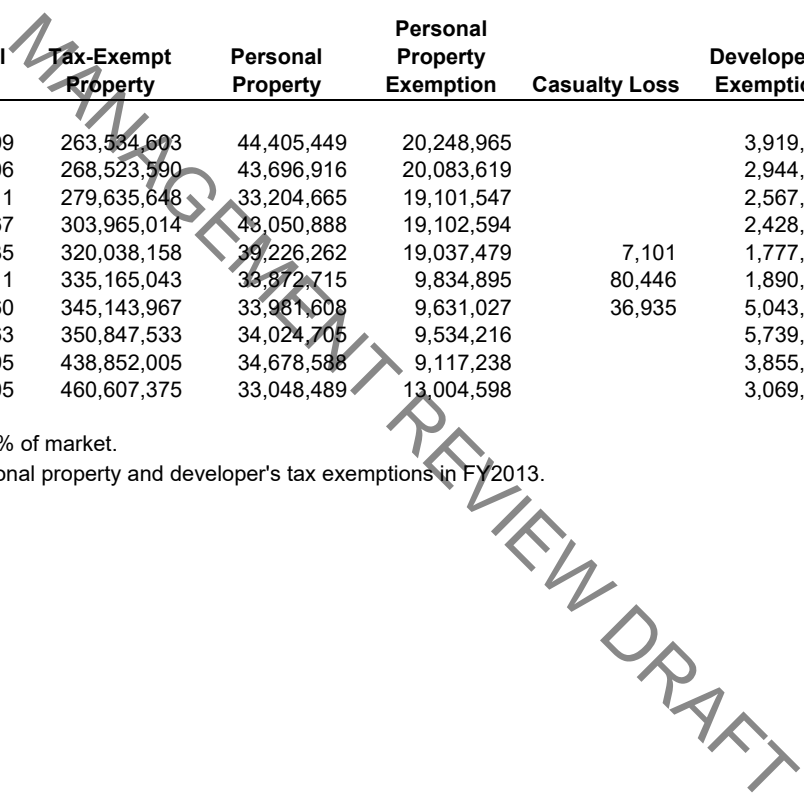 Personal
Tax-Exempt Personal Property
Property Property Exemption Casualty Loss
263,534,603 44,405,449 20,248,965 3,919,
268,523,590 43,696,916 20,083,619 2,944,
279,635,648 33,204,665 19,101,547 2,567,
303,965,014 43,050,888 19,102,594 2,428,
320,038,158 39,226,262 19,037,479 7,101 1,777,
335,165,043 33,872,715 9,834,895 80,446 1,890,
345,143,967 33,981,608 9,631,027 36,935 5,043,
350,847,533 34,024,705 9,534,216 5,739,
438,852,005 34,678,588 9,117,238 3,855,
460,607,375 33,048,489 13,004,598 3,069,
% of market.
property and developer's tax exemptions in FY2013.
MANAGEMENT REVIEW DRAFT